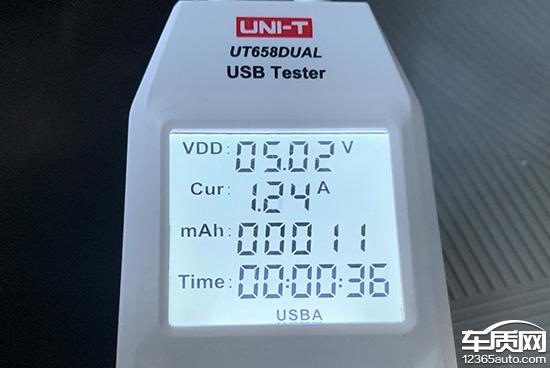 UNI-T
UT658DUAL
USB Tester
VDD: 05.02 V
Cur: 1.24 A
mAh: 00011
Time: 00:00:36
USBA
车质网
12365auto.com